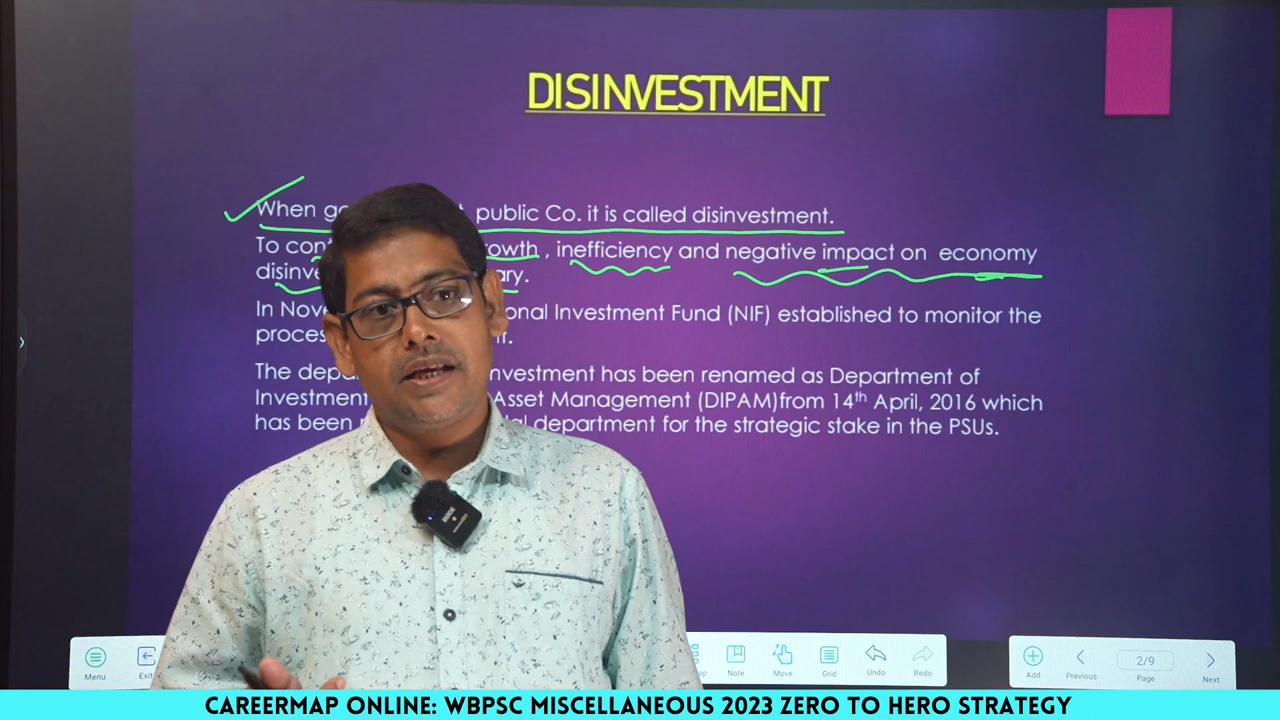 DISINVESTMENT
When go public Co. it is called disinvestment.
To cont owth , inefficiency and negative impact on economy
disinve ary.
In Nove onal Investment Fund (NIF) established to monitor the
proces r.
The depa nvestment has been renamed as Department of
Investment Asset Management (DIPAM)from 14th April, 2016 which
has been al department for the strategic stake in the PSUs.
Menu Exit Note Move Grid Undo Redo Add Previous 2/9 Page Next
CAREERMAP ONLINE: WBPSC MISCELLANEOUS 2023 ZERO TO HERO STRATEGY